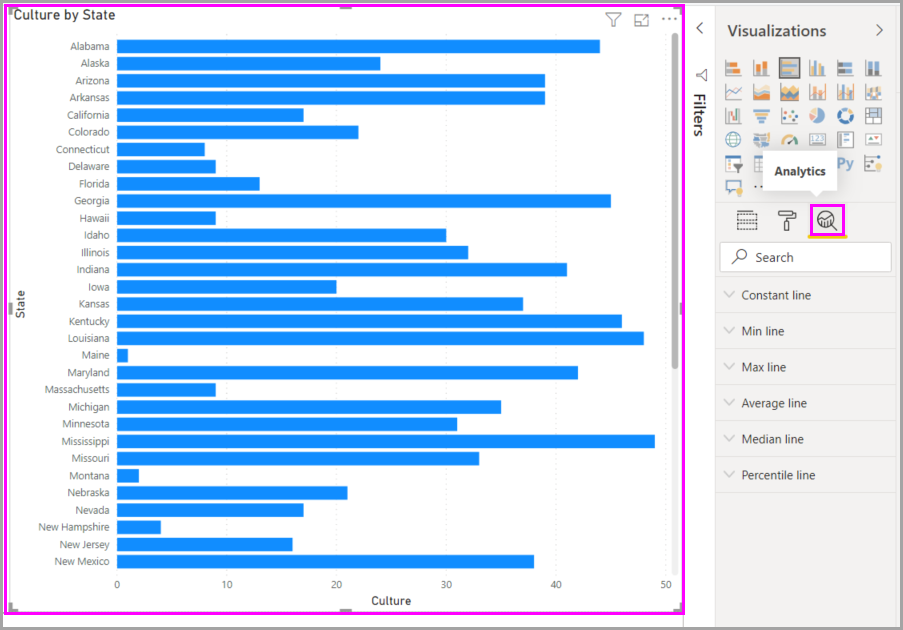 Culture by State
Alabama
Alaska
Arizona
Arkansas
California
Colorado
Connecticut
Delaware
Florida
Georgia
Hawaii
Idaho
Illinois
Indiana
Iowa
Kansas
Kentucky
Louisiana
Maine
Maryland
Massachusetts
Michigan
Minnesota
Mississippi
Missouri
Montana
Nebraska
Nevada
New Hampshire
New Jersey
New Mexico
State
0 10 20 30 40 50
Culture
Filters
Visualizations
123
Py
Analytics
Search
Constant line
Min line
Max line
Average line
Median line
Percentile line